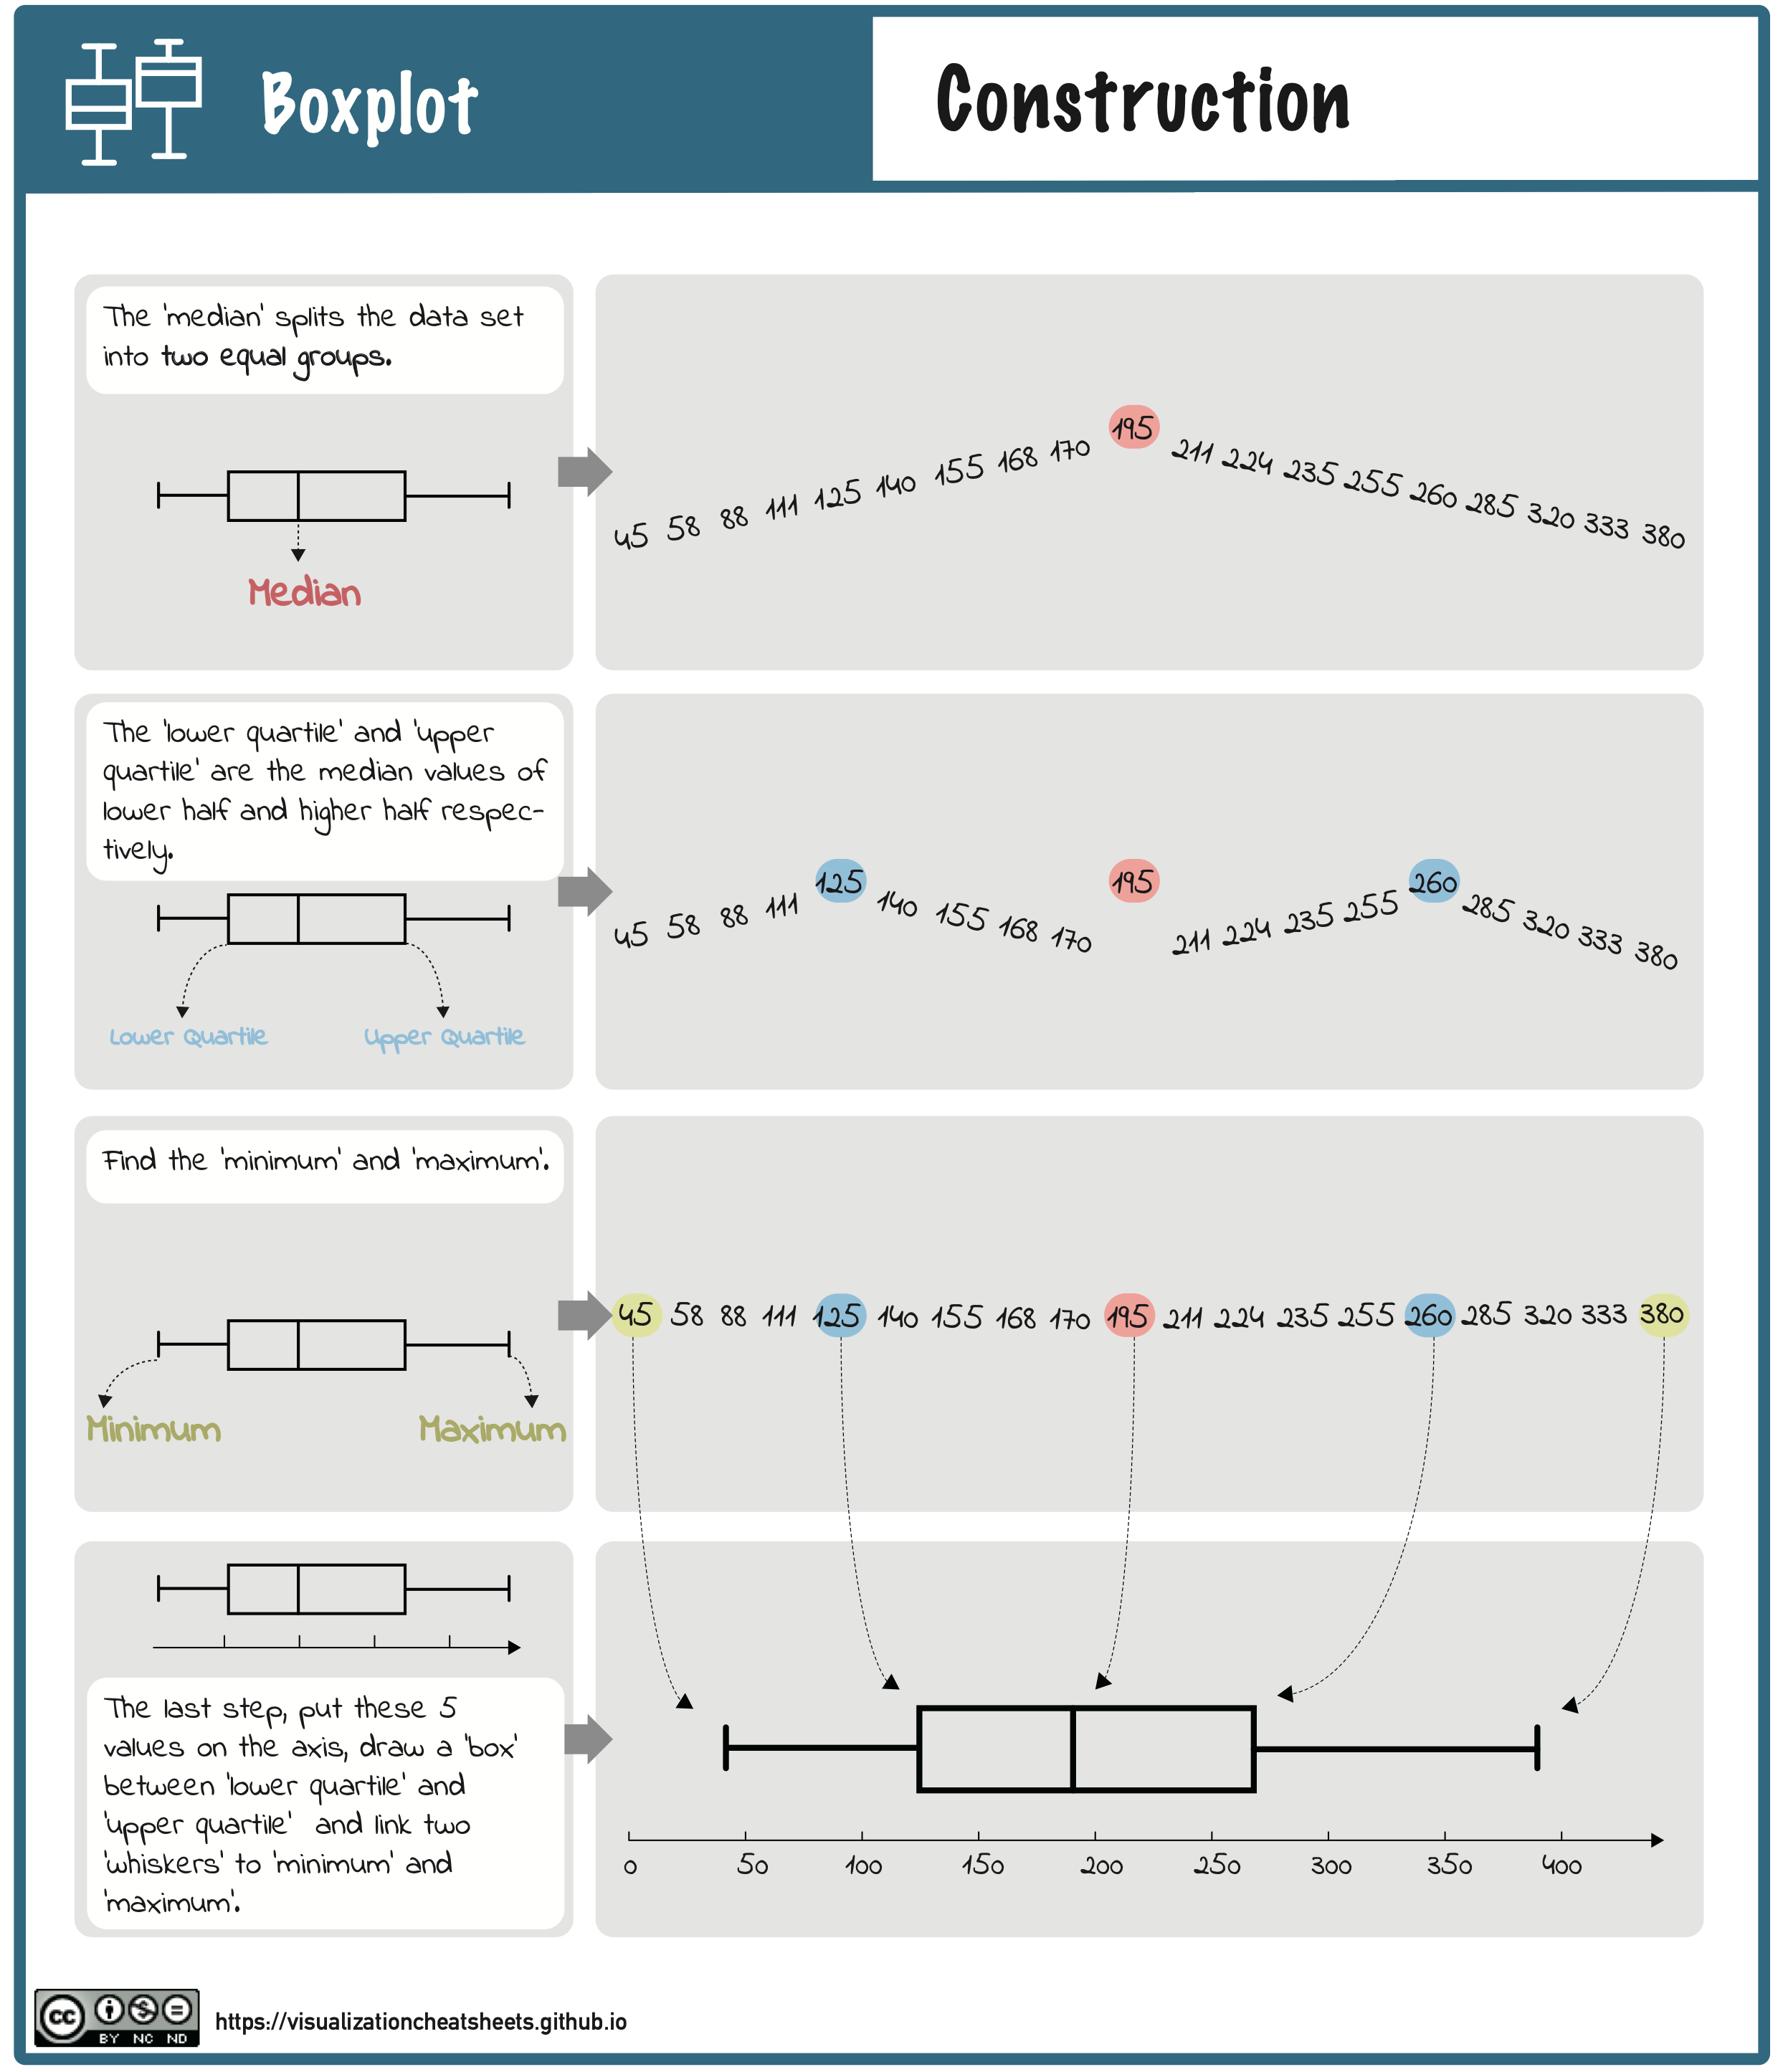 Boxplot
Construction
The 'median' splits the data set
into two equal groups.
Median
45 58 88 111 125 140 155 168 170 195 211 224 235 255 260 285 320 333 380
The 'lower quartile' and 'upper
quartile' are the median values of
lower half and higher half respec-
tively.
Lower Quartile Upper Quartile
45 58 88 111 125 140 155 168 170 195 211 224 235 255 260 285 320 333 380
Find the 'minimum' and 'maximum'.
Minimum Maximum
45 58 88 111 125 140 155 168 170 195 211 224 235 255 260 285 320 333 380
The last step, put these 5
values on the axis, draw a 'box'
between 'lower quartile' and
'upper quartile' and link two
'whiskers' to 'minimum' and
'maximum'.
0 50 100 150 200 250 300 350 400
cc BY NC ND
https://visualizationcheatsheets.github.io